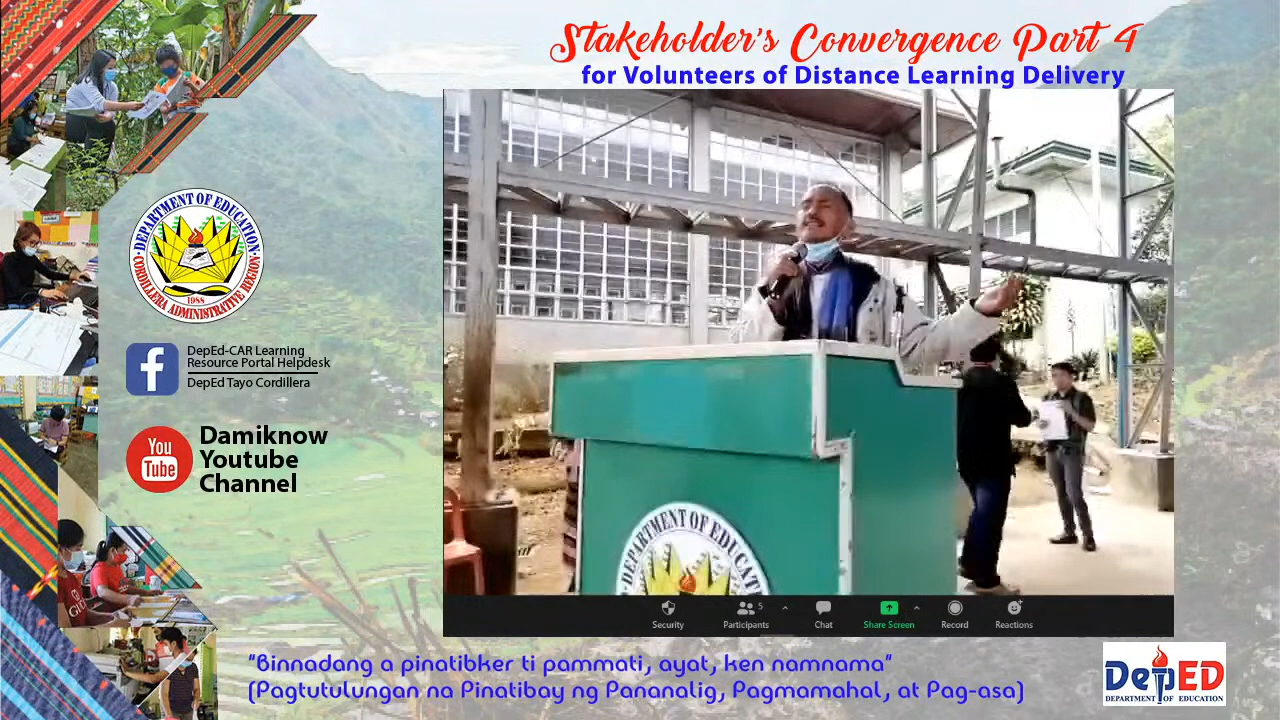 Stakeholder's Convergence Part 4
for Volunteers of Distance Learning Delivery
DEPARTMENT OF EDUCATION
CORDILLERA ADMINISTRATIVE REGION
1988
DepEd-CAR Learning
Resource Portal Helpdesk
DepEd Tayo Cordillera
You
Tube
Damiknow
Youtube
Channel
DEPARTMENT OF EDUCATI
5
Security
Participants
Chat
Share Screen
Record
Reactions
"Binnadang a pinatibker ti pammati, ayat, ken namnama"
(Pagtutulungan na Pinatibay ng Pananalig, Pagmamahal, at Pag-asa)
DepED
DEPARTMENT OF EDUCATION